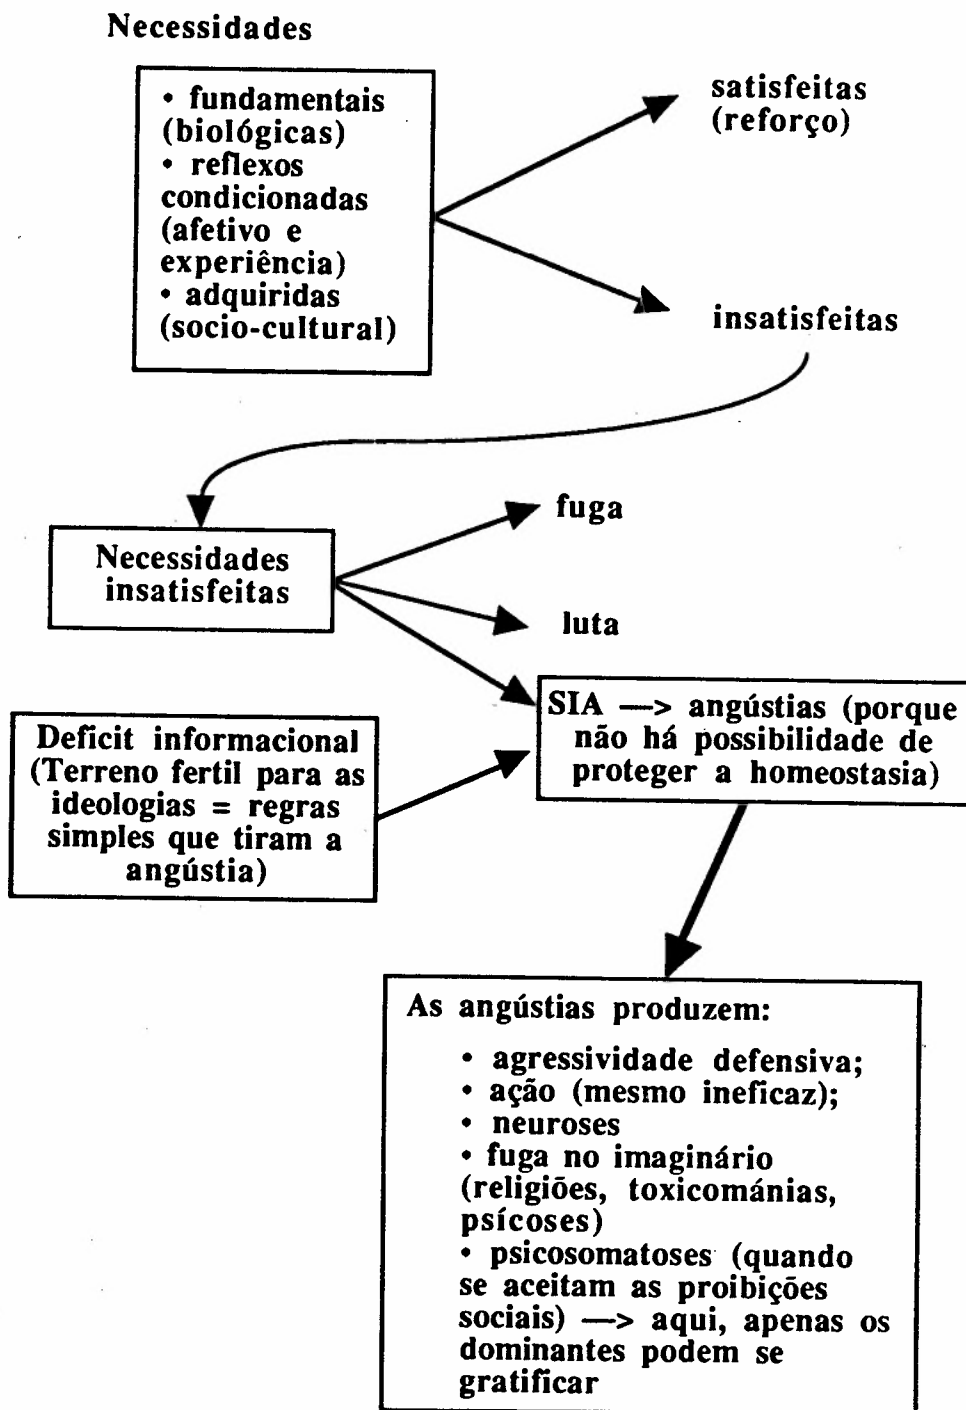 Necessidades
• fundamentais
(biológicas)
• reflexos
condicionadas
(afetivo e
experiência)
• adquiridas
(socio-cultural)
satisfeitas
(reforço)
insatisfeitas
Necessidades
insatisfeitas
fuga
luta
SIA —> angústias (porque
não há possibilidade de
proteger a homeostasia)
Deficit informacional
(Terreno fertil para as
ideologias = regras
simples que tiram a
angústia)
As angústias produzem:
• agressividade defensiva;
• ação (mesmo ineficaz);
• neuroses
• fuga no imaginário
(religiões, toxicománias,
psícoses)
• psicosomatoses (quando
se aceitam as proibições
sociais) —> aqui, apenas os
dominantes podem se
gratificar